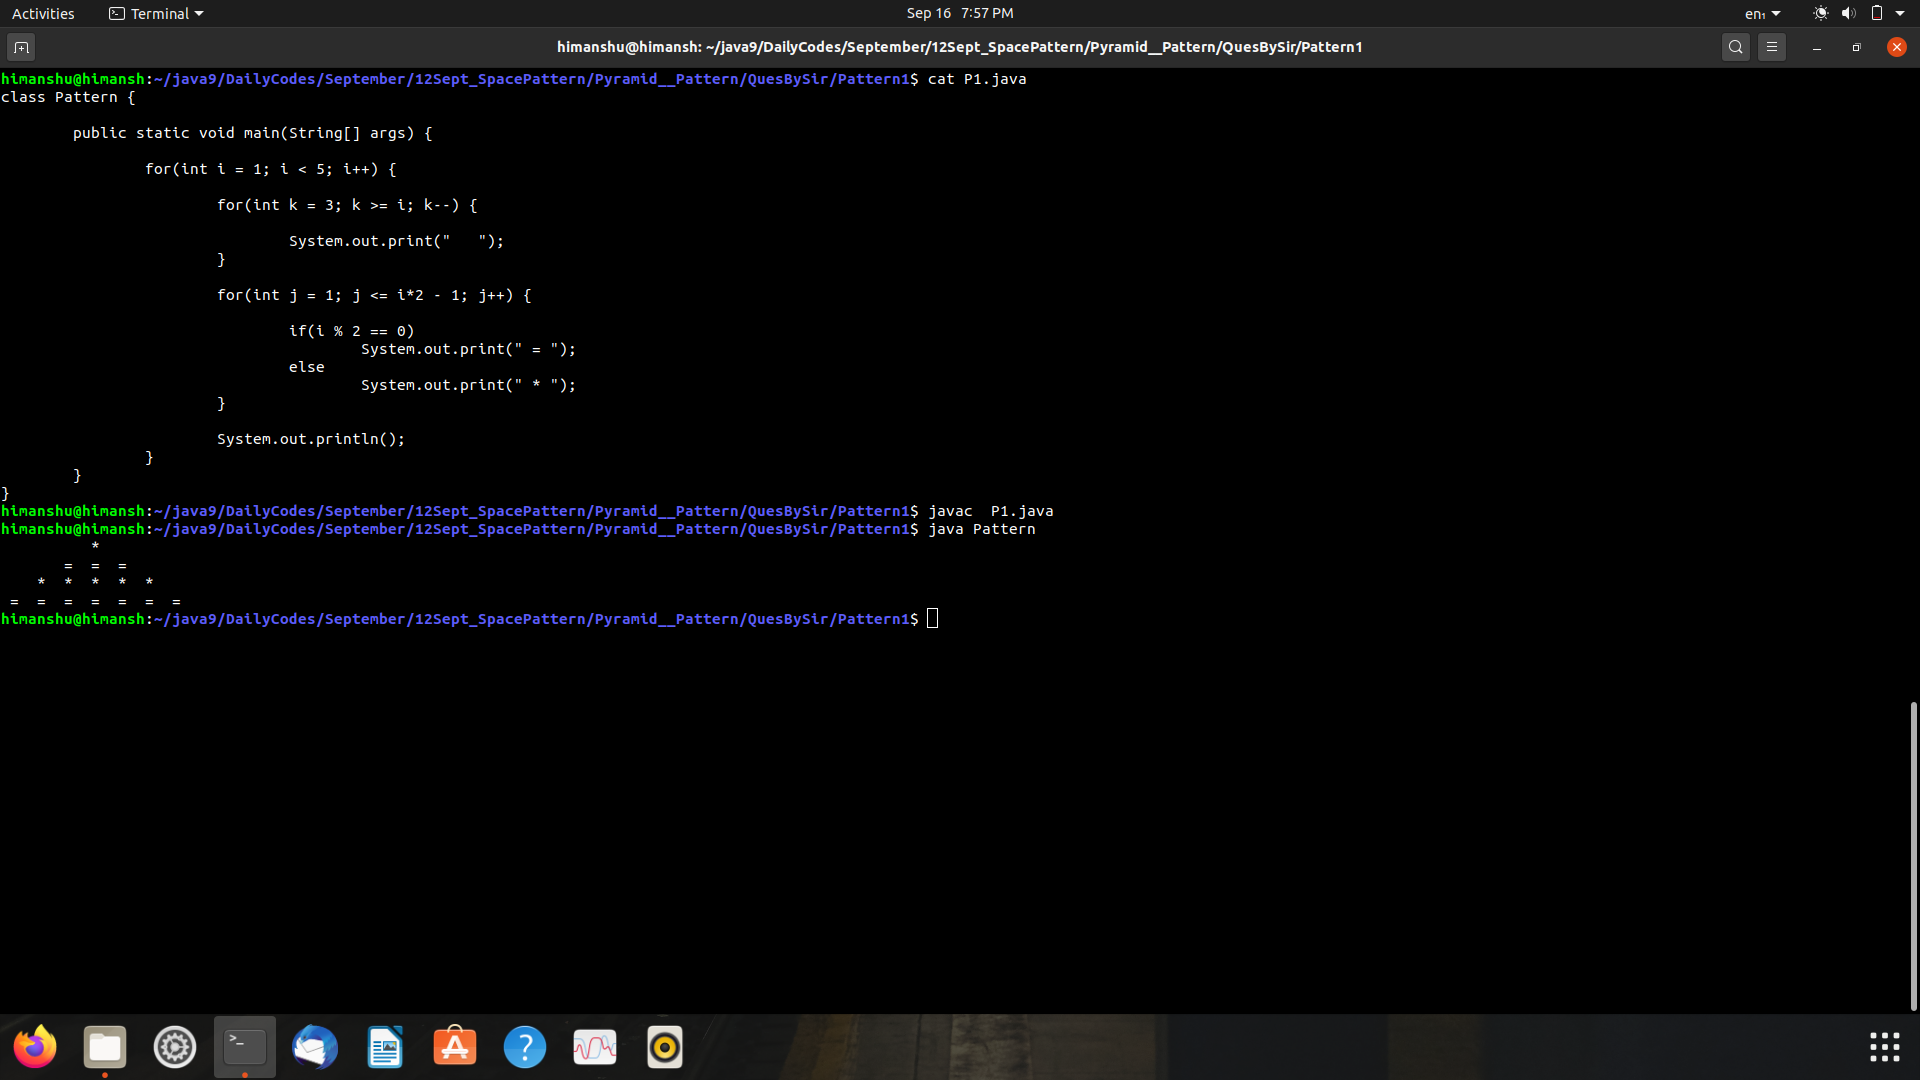 Activities Terminal Sep 16 7:57 PM en₁
himanshu@himansh: ~/java9/DailyCodes/September/12Sept_SpacePattern/Pyramid__Pattern/QuesBySir/Pattern1
himanshu@himansh:~/java9/DailyCodes/September/12Sept_SpacePattern/Pyramid__Pattern/QuesBySir/Pattern1$ cat P1.java
class Pattern {
        public static void main(String[] args) {
                for(int i = 1; i < 5; i++) {
                        for(int k = 3; k >= i; k--) {
                                System.out.print("   ");
                        }
                        for(int j = 1; j <= i*2 - 1; j++) {
                                if(i % 2 == 0)
                                        System.out.print(" = ");
                                else
                                        System.out.print(" * ");
                        }
                        System.out.println();
                }
        }
}
himanshu@himansh:~/java9/DailyCodes/September/12Sept_SpacePattern/Pyramid__Pattern/QuesBySir/Pattern1$ javac  P1.java
himanshu@himansh:~/java9/DailyCodes/September/12Sept_SpacePattern/Pyramid__Pattern/QuesBySir/Pattern1$ java Pattern
          *
       =  =  =
    *  *  *  *  *
 =  =  =  =  =  =  =
himanshu@himansh:~/java9/DailyCodes/September/12Sept_SpacePattern/Pyramid__Pattern/QuesBySir/Pattern1$